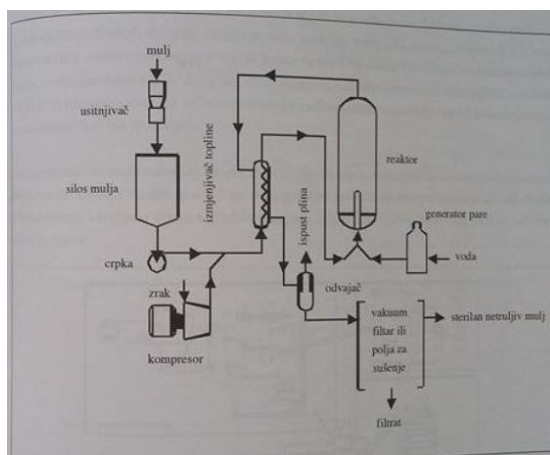 mulj
usitnjivač
silos mulja
crpka
zrak
kompresor
izmjenjivač topline
ispust plina
odvajač
reaktor
generator pare
voda
vakuum
filtar ili
polja za
sušenje
sterilan netruljiv mulj
filtrat